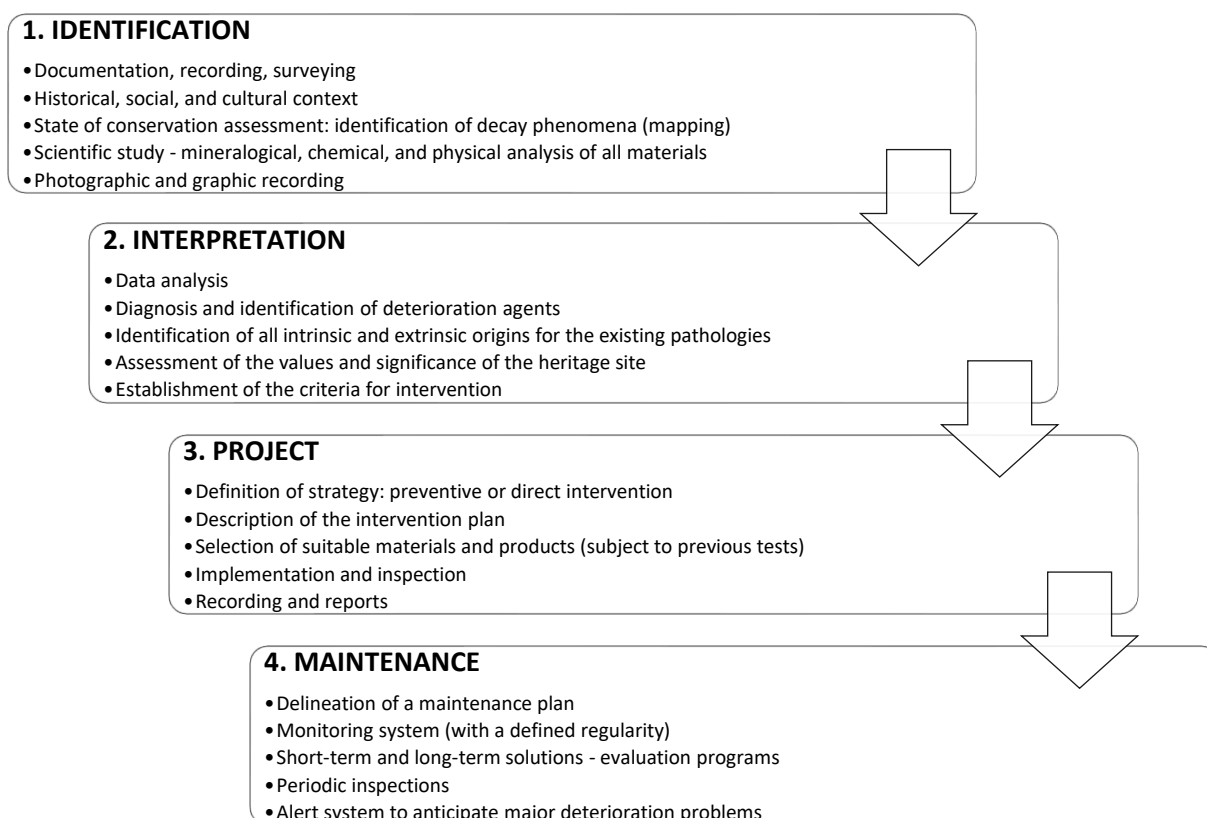 1. IDENTIFICATION
•Documentation, recording, surveying
•Historical, social, and cultural context
•State of conservation assessment: identification of decay phenomena (mapping)
•Scientific study - mineralogical, chemical, and physical analysis of all materials
•Photographic and graphic recording
2. INTERPRETATION
•Data analysis
•Diagnosis and identification of deterioration agents
•Identification of all intrinsic and extrinsic origins for the existing pathologies
•Assessment of the values and significance of the heritage site
•Establishment of the criteria for intervention
3. PROJECT
•Definition of strategy: preventive or direct intervention
•Description of the intervention plan
•Selection of suitable materials and products (subject to previous tests)
•Implementation and inspection
•Recording and reports
4. MAINTENANCE
•Delineation of a maintenance plan
•Monitoring system (with a defined regularity)
•Short-term and long-term solutions - evaluation programs
•Periodic inspections
•Alert system to anticipate major deterioration problems